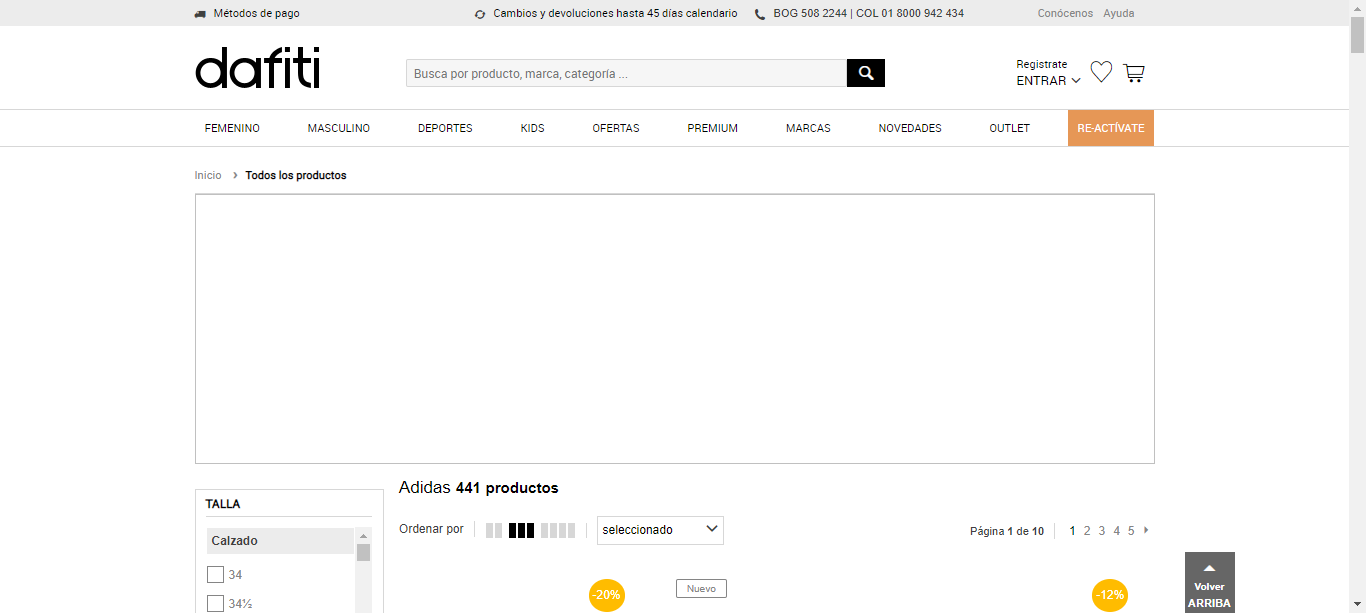 Métodos de pago
Cambios y devoluciones hasta 45 días calendario
BOG 508 2244 | COL 01 8000 942 434
Conócenos Ayuda
dafiti
Busca por producto, marca, categoría ...
Registrate
ENTRAR
FEMENINO MASCULINO DEPORTES KIDS OFERTAS PREMIUM MARCAS NOVEDADES OUTLET RE-ACTÍVATE
Inicio › Todos los productos
TALLA
Calzado
34
34½
Adidas 441 productos
Ordenar por
seleccionado
Página 1 de 10
1 2 3 4 5
-20%
Nuevo
-12%
Volver
ARRIBA